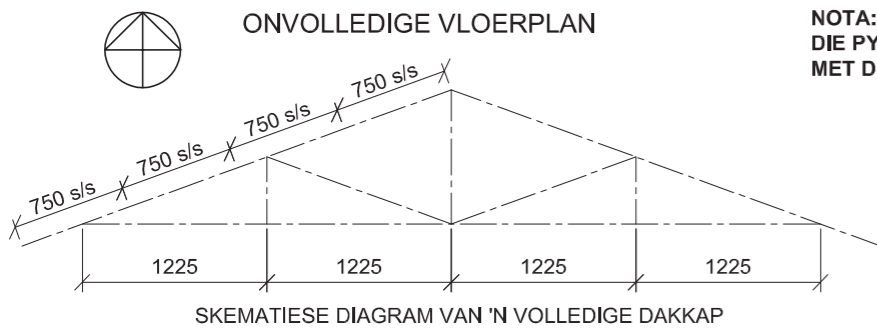 ONVOLLEDIGE VLOERPLAN
NOTA:
DIE PY
MET D
750 s/s
750 s/s
750 s/s
750 s/s
1225
1225
1225
1225
SKEMATIESE DIAGRAM VAN 'N VOLLEDIGE DAKKAP